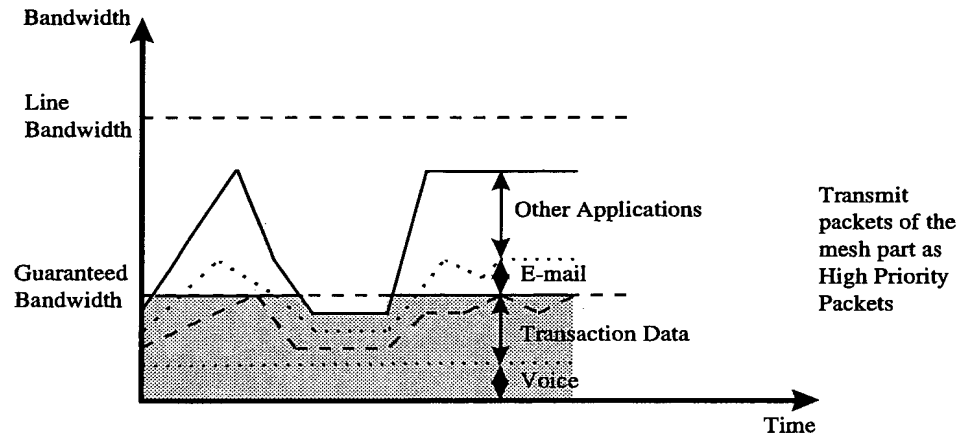 Bandwidth
Line
Bandwidth
Other Applications
Transmit
packets of the
mesh part as
High Priority
Packets
Guaranteed
Bandwidth
E-mail
Transaction Data
Voice
Time